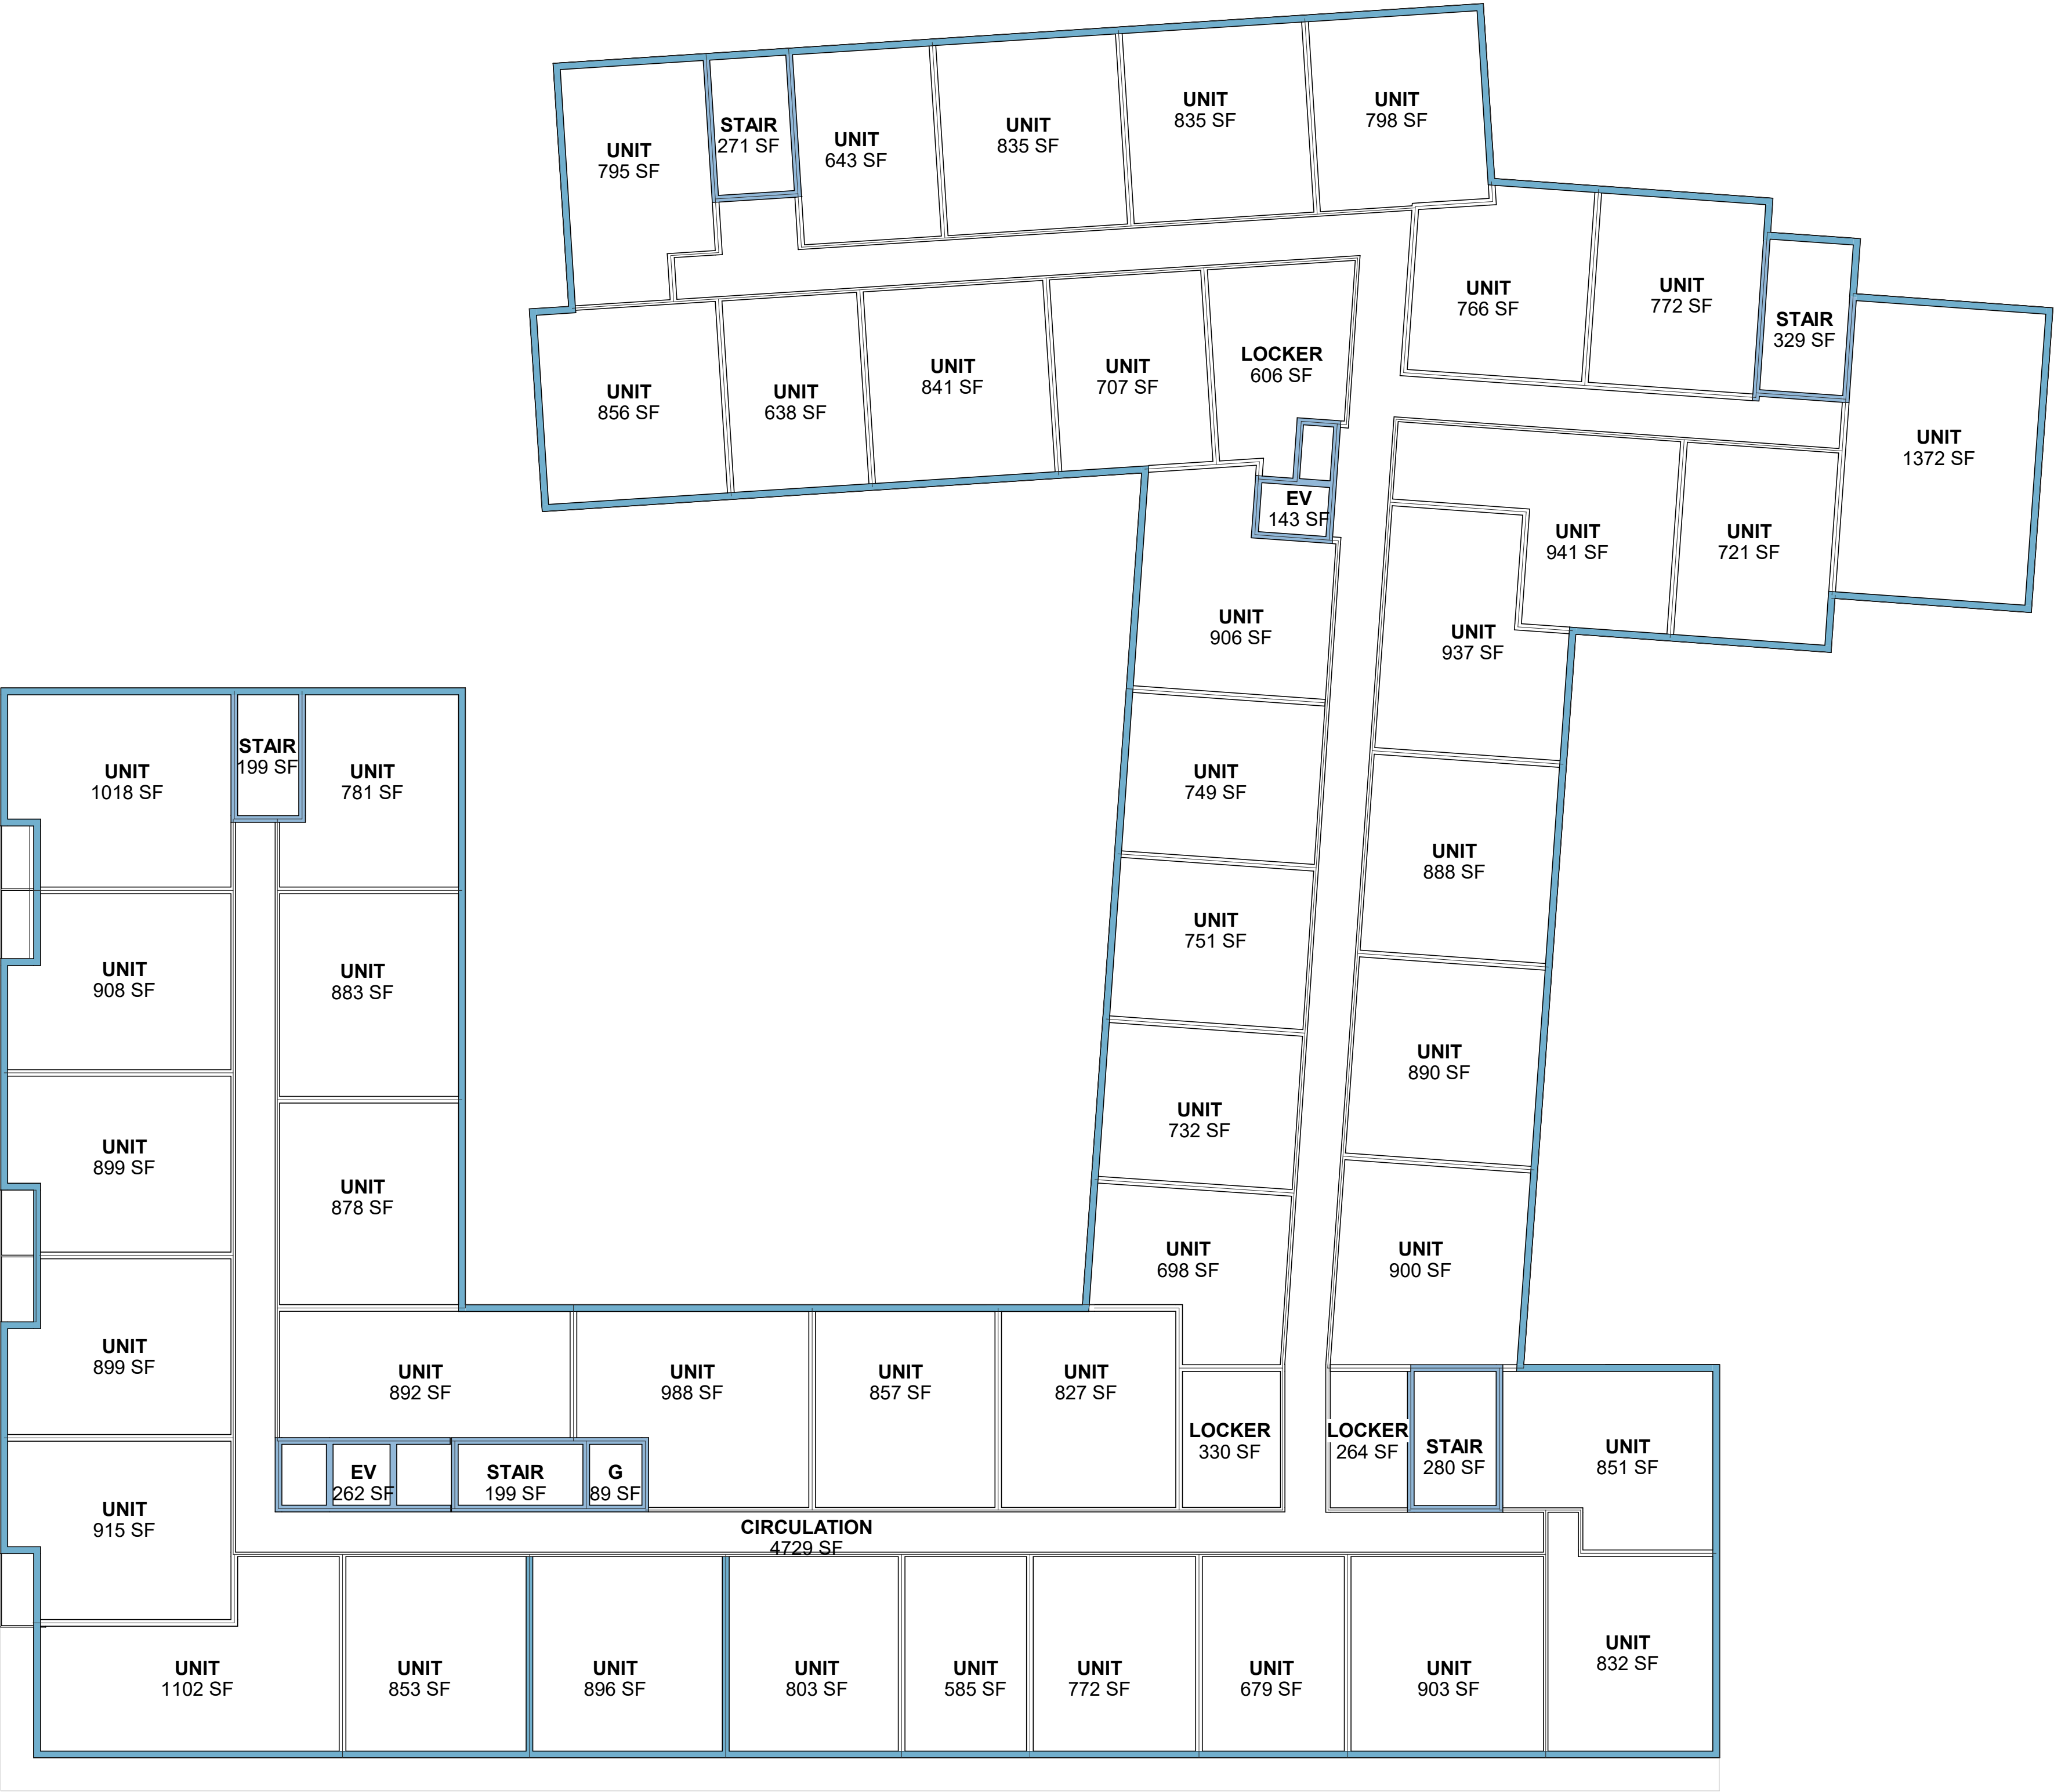 UNIT
795 SF
STAIR
271 SF
UNIT
643 SF
UNIT
835 SF
UNIT
835 SF
UNIT
798 SF
UNIT
766 SF
UNIT
772 SF
STAIR
329 SF
UNIT
1372 SF
UNIT
856 SF
UNIT
638 SF
UNIT
841 SF
UNIT
707 SF
LOCKER
606 SF
EV
143 SF
UNIT
941 SF
UNIT
721 SF
UNIT
906 SF
UNIT
937 SF
UNIT
749 SF
UNIT
888 SF
UNIT
751 SF
UNIT
890 SF
UNIT
732 SF
UNIT
698 SF
UNIT
900 SF
UNIT
1018 SF
STAIR
199 SF
UNIT
781 SF
UNIT
908 SF
UNIT
883 SF
UNIT
899 SF
UNIT
878 SF
UNIT
899 SF
UNIT
892 SF
UNIT
988 SF
UNIT
857 SF
UNIT
827 SF
LOCKER
330 SF
LOCKER
264 SF
STAIR
280 SF
UNIT
851 SF
UNIT
915 SF
EV
262 SF
STAIR
199 SF
G
89 SF
CIRCULATION
4729 SF
UNIT
1102 SF
UNIT
853 SF
UNIT
896 SF
UNIT
803 SF
UNIT
585 SF
UNIT
772 SF
UNIT
679 SF
UNIT
903 SF
UNIT
832 SF